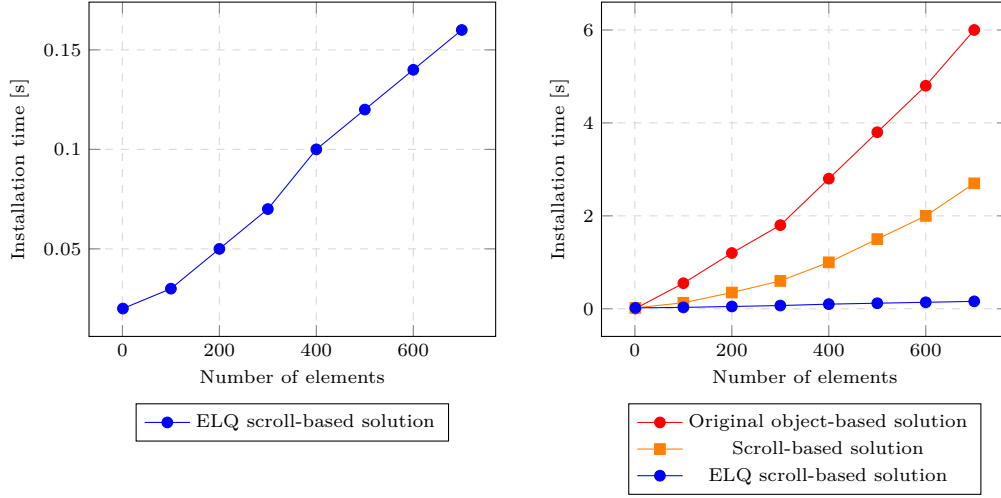 0.15
0.1
0.05
Installation time [s]
0
200
400
600
Number of elements
ELQ scroll-based solution
6
4
2
0
Installation time [s]
0
200
400
600
Number of elements
Original object-based solution
Scroll-based solution
ELQ scroll-based solution